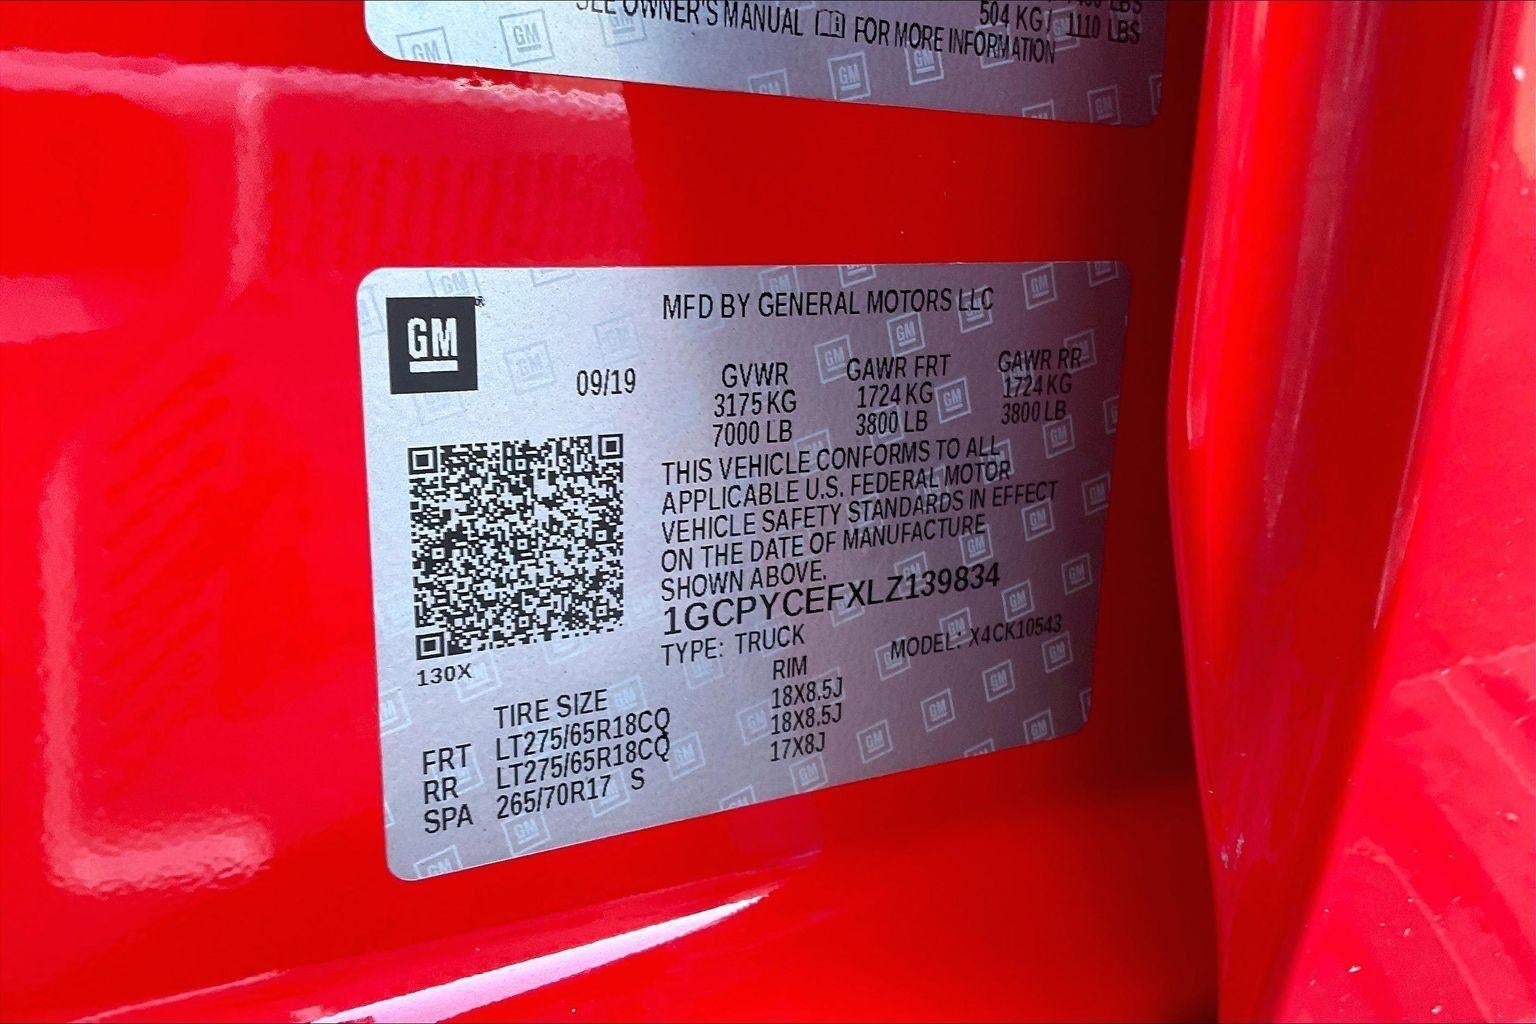 SEE OWNER'S MANUAL FOR MORE INFORMATION
504 KG / 1110 LBS
GM
MFD BY GENERAL MOTORS LLC
09/19
GVWR GAWR FRT GAWR RR
3175 KG 1724 KG 1724 KG
7000 LB 3800 LB 3800 LB
THIS VEHICLE CONFORMS TO ALL
APPLICABLE U.S. FEDERAL MOTOR
VEHICLE SAFETY STANDARDS IN EFFECT
ON THE DATE OF MANUFACTURE
SHOWN ABOVE.
1GCPYCEFXLZ139834
TYPE: TRUCK MODEL: X4CK10543
130X
TIRE SIZE RIM
FRT LT275/65R18CQ 18X8.5J
RR LT275/65R18CQ 18X8.5J
SPA 265/70R17 S 17X8J